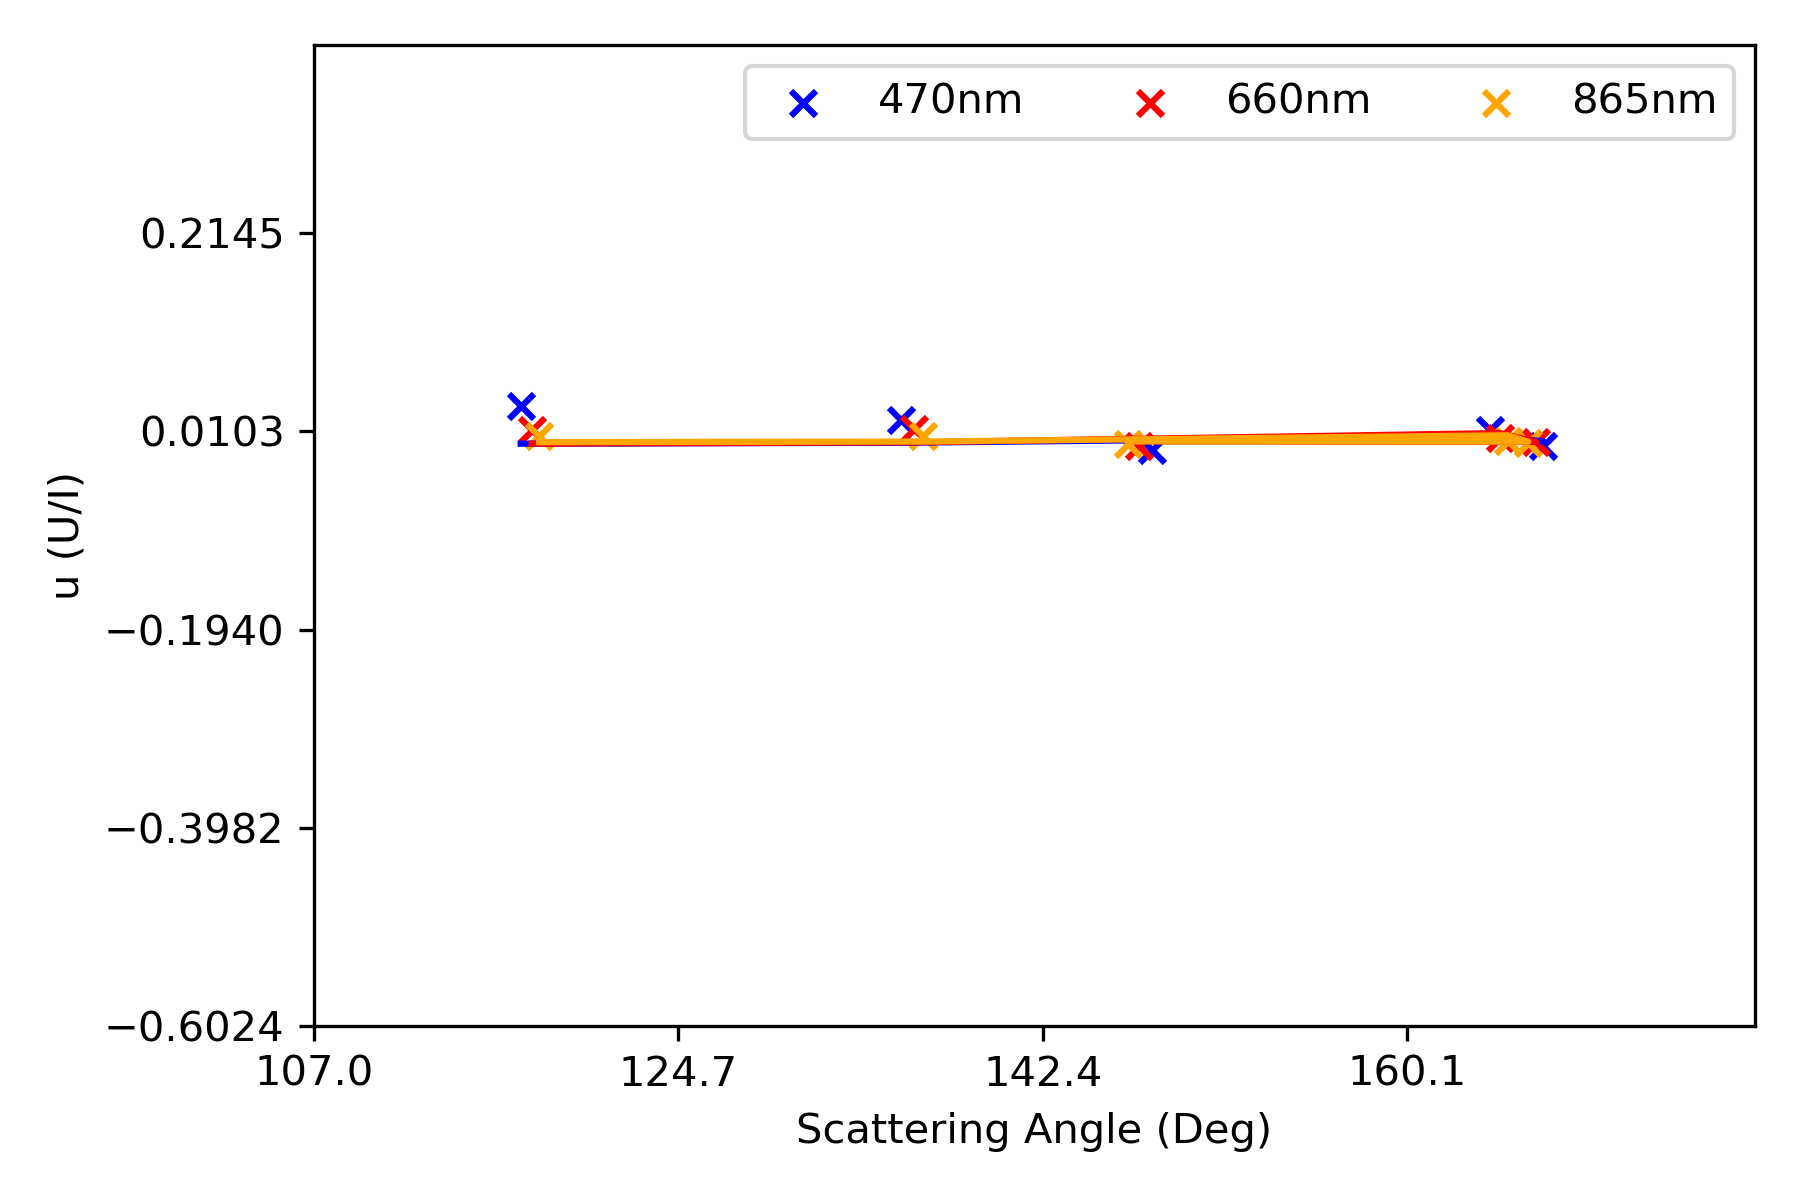 470nm 660nm 865nm
0.2145
0.0103
−0.1940
−0.3982
−0.6024
u (U/I)
107.0 124.7 142.4 160.1
Scattering Angle (Deg)